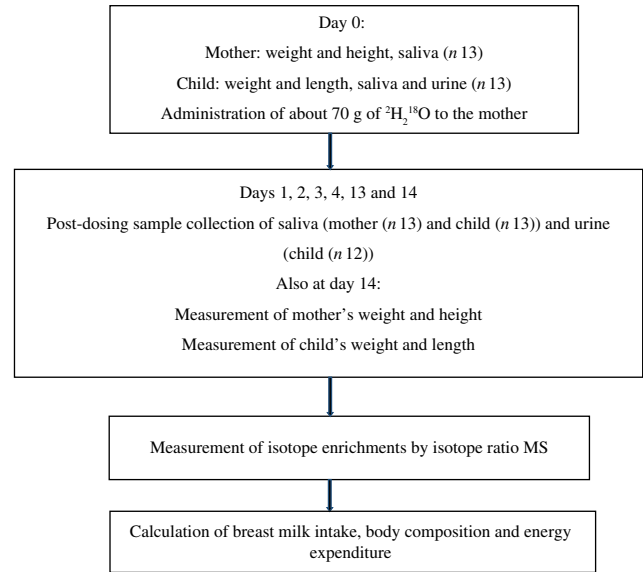 Day 0:
Mother: weight and height, saliva (n 13)
Child: weight and length, saliva and urine (n 13)
Administration of about 70 g of ²H₂¹⁸O to the mother
Days 1, 2, 3, 4, 13 and 14
Post-dosing sample collection of saliva (mother (n 13) and child (n 13)) and urine
(child (n 12))
Also at day 14:
Measurement of mother’s weight and height
Measurement of child’s weight and length
Measurement of isotope enrichments by isotope ratio MS
Calculation of breast milk intake, body composition and energy
expenditure